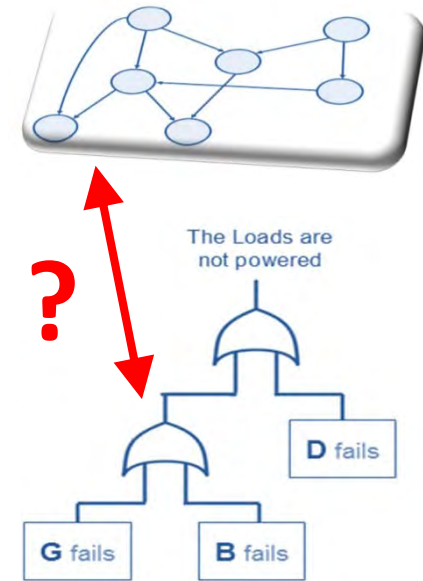 The Loads are
not powered
?
D fails
G fails
B fails